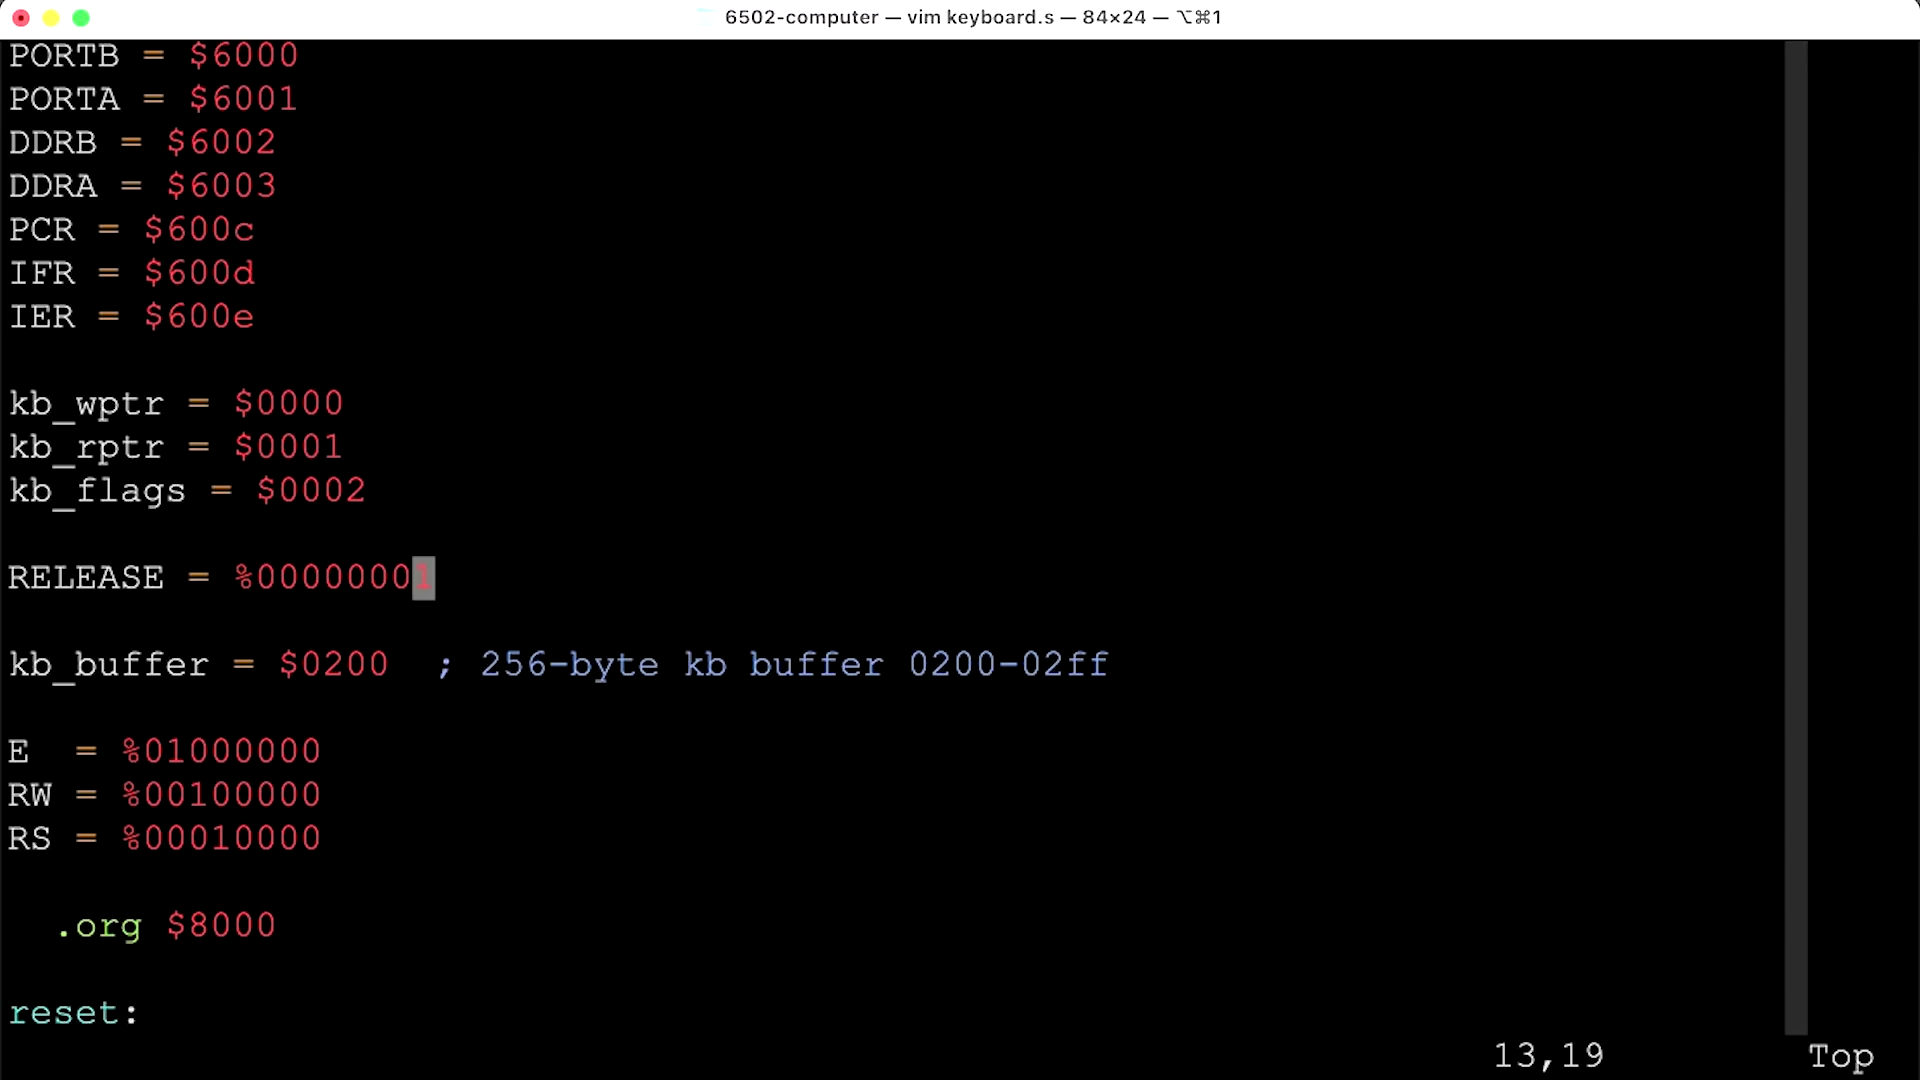 6502-computer — vim keyboard.s — 84×24 — ⌥⌘1
PORTB = $6000
PORTA = $6001
DDRB = $6002
DDRA = $6003
PCR = $600c
IFR = $600d
IER = $600e
kb_wptr = $0000
kb_rptr = $0001
kb_flags = $0002
RELEASE = %00000001
kb_buffer = $0200  ; 256-byte kb buffer 0200-02ff
E  = %01000000
RW = %00100000
RS = %00010000
  .org $8000
reset:
13,19 Top